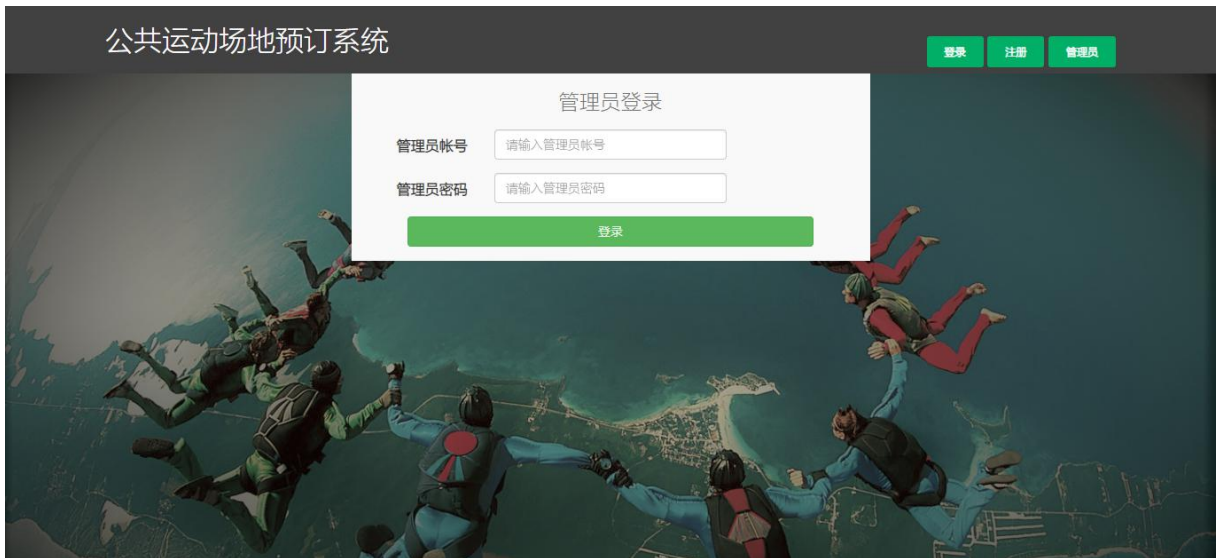 公共运动场地预订系统
登录 注册 管理员
管理员登录
管理员帐号 请输入管理员帐号
管理员密码 请输入管理员密码
登录